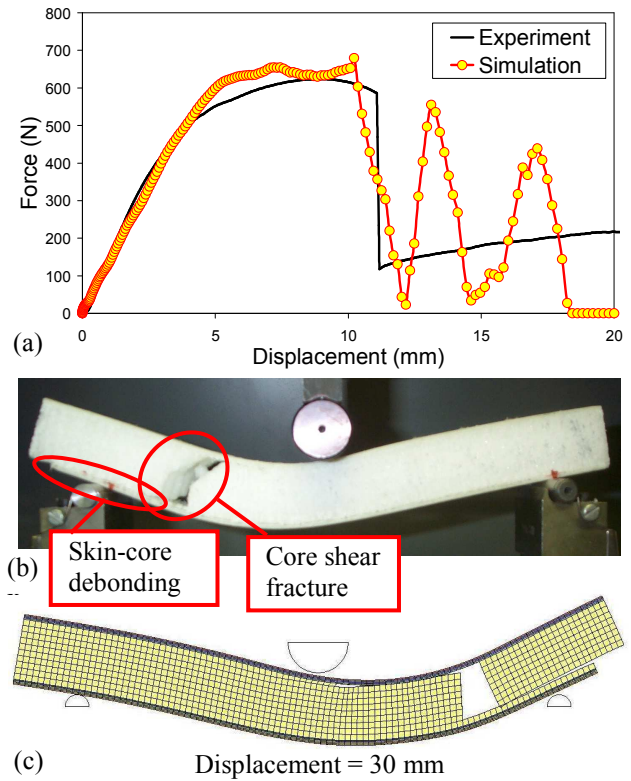 800
700
600
500
400
300
200
100
0
Force (N)
Experiment
Simulation
0
5
10
15
20
Displacement (mm)
(a)
Skin-core
debonding
Core shear
fracture
(b)
--
(c)
Displacement = 30 mm